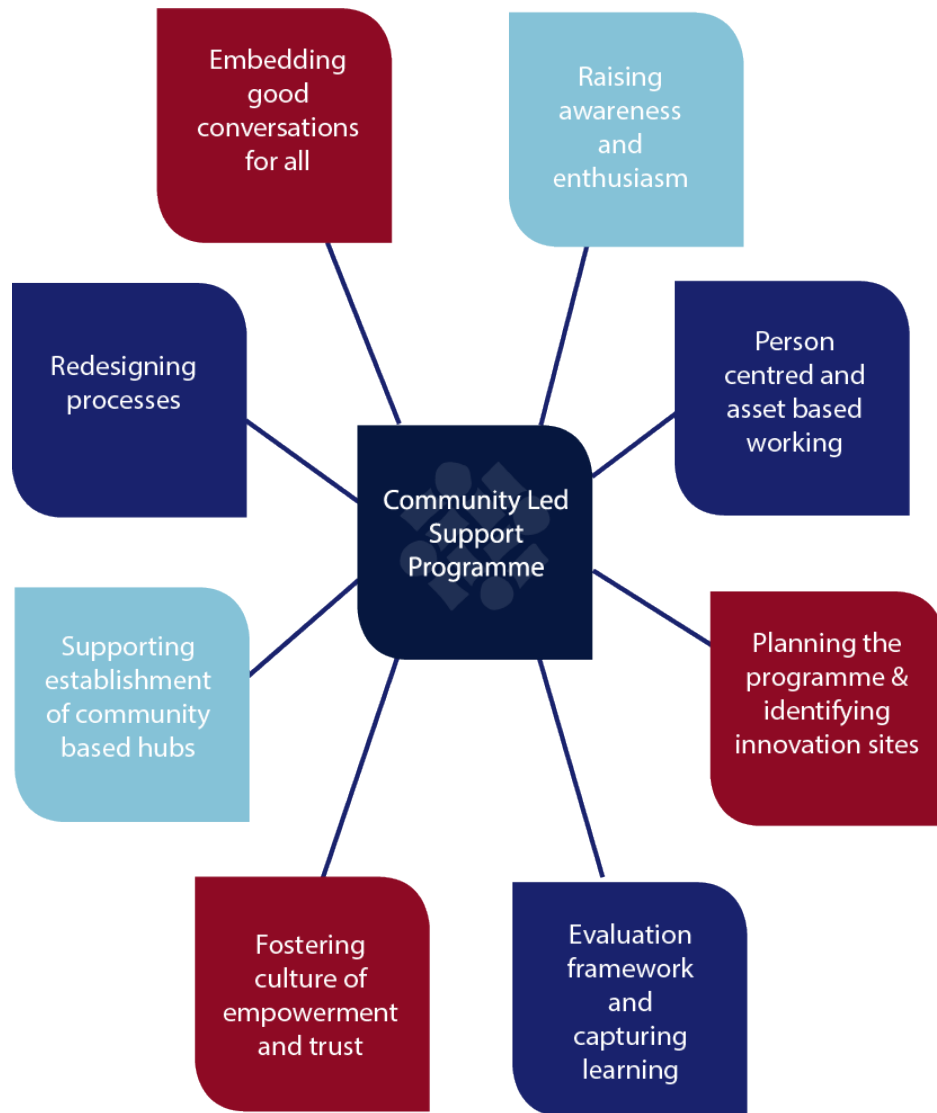 Embedding
good
conversations
for all
Raising
awareness
and
enthusiasm
Redesigning
processes
Person
centred and
asset based
working
Community Led
Support
Programme
Supporting
establishment
of community
based hubs
Planning the
programme &
identifying
innovation sites
Fostering
culture of
empowerment
and trust
Evaluation
framework
and
capturing
learning